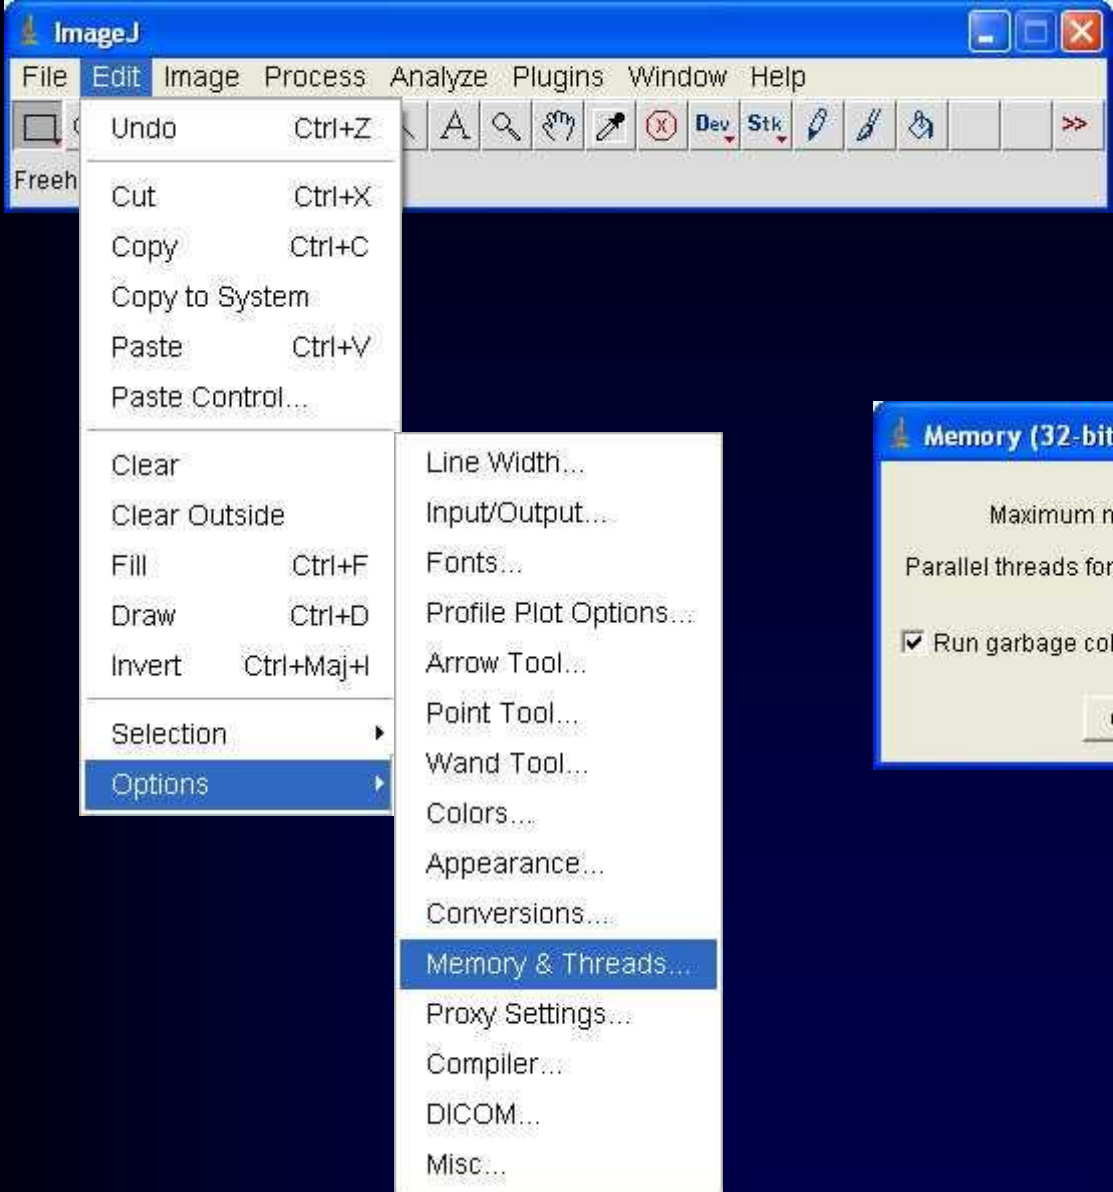 ImageJ
File Edit Image Process Analyze Plugins Window Help
Dev Stk >>
Freeh
Undo Ctrl+Z
Cut Ctrl+X
Copy Ctrl+C
Copy to System
Paste Ctrl+V
Paste Control...
Clear
Clear Outside
Fill Ctrl+F
Draw Ctrl+D
Invert Ctrl+Maj+I
Selection
Options
Line Width...
Input/Output...
Fonts...
Profile Plot Options...
Arrow Tool...
Point Tool...
Wand Tool...
Colors...
Appearance...
Conversions...
Memory & Threads...
Proxy Settings...
Compiler...
DICOM...
Misc...
Memory (32-bit
Maximum
Parallel threads for
Run garbage col